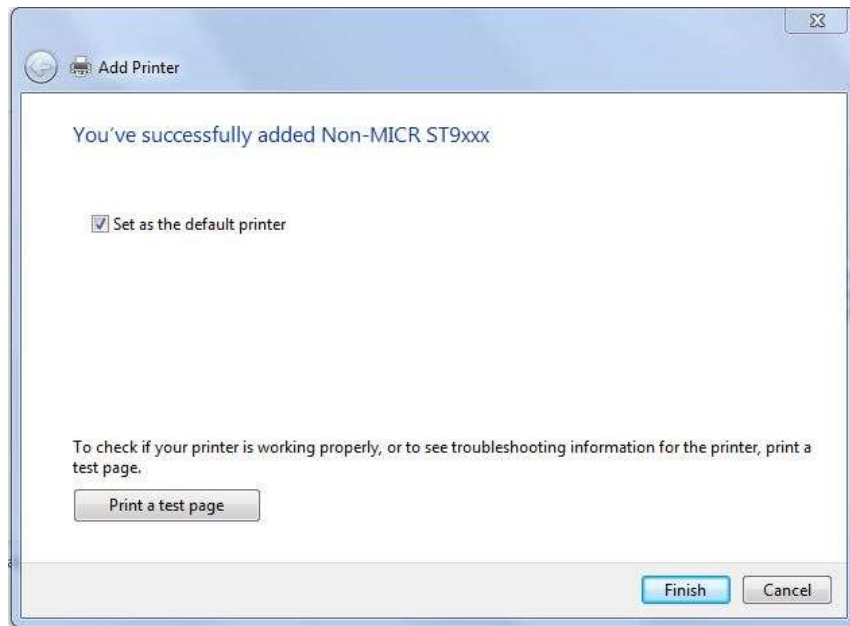 Add Printer
You've successfully added Non-MICR ST9xxx
Set as the default printer
To check if your printer is working properly, or to see troubleshooting information for the printer, print a
test page.
Print a test page
Finish Cancel